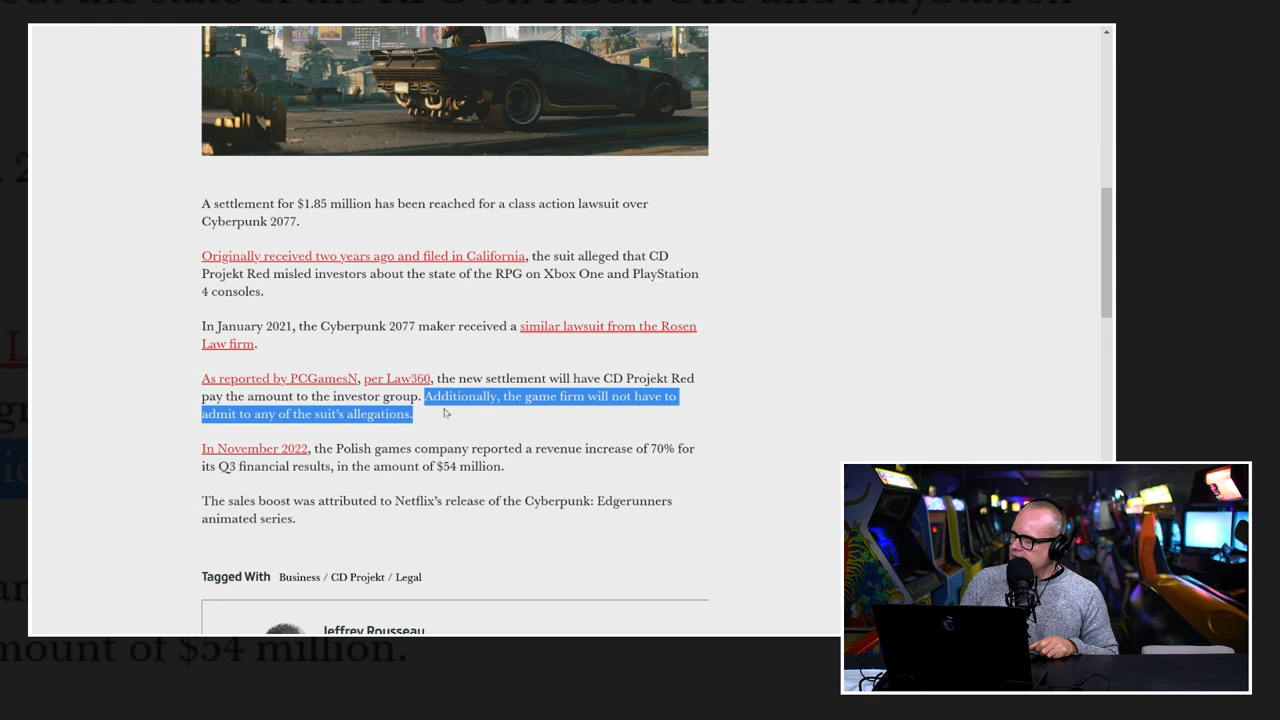 A settlement for $1.85 million has been reached for a class action lawsuit over
Cyberpunk 2077.
Originally received two years ago and filed in California, the suit alleged that CD
Projekt Red misled investors about the state of the RPG on Xbox One and PlayStation
4 consoles.
In January 2021, the Cyberpunk 2077 maker received a similar lawsuit from the Rosen
Law firm.
As reported by PCGamesN, per Law360, the new settlement will have CD Projekt Red
pay the amount to the investor group. Additionally, the game firm will not have to
admit to any of the suit's allegations.
In November 2022, the Polish games company reported a revenue increase of 70% for
its Q3 financial results, in the amount of $54 million.
The sales boost was attributed to Netflix's release of the Cyberpunk: Edgerunners
animated series.
Tagged With Business / CD Projekt / Legal
Jeffrey Rousseau
mount of $54 million.